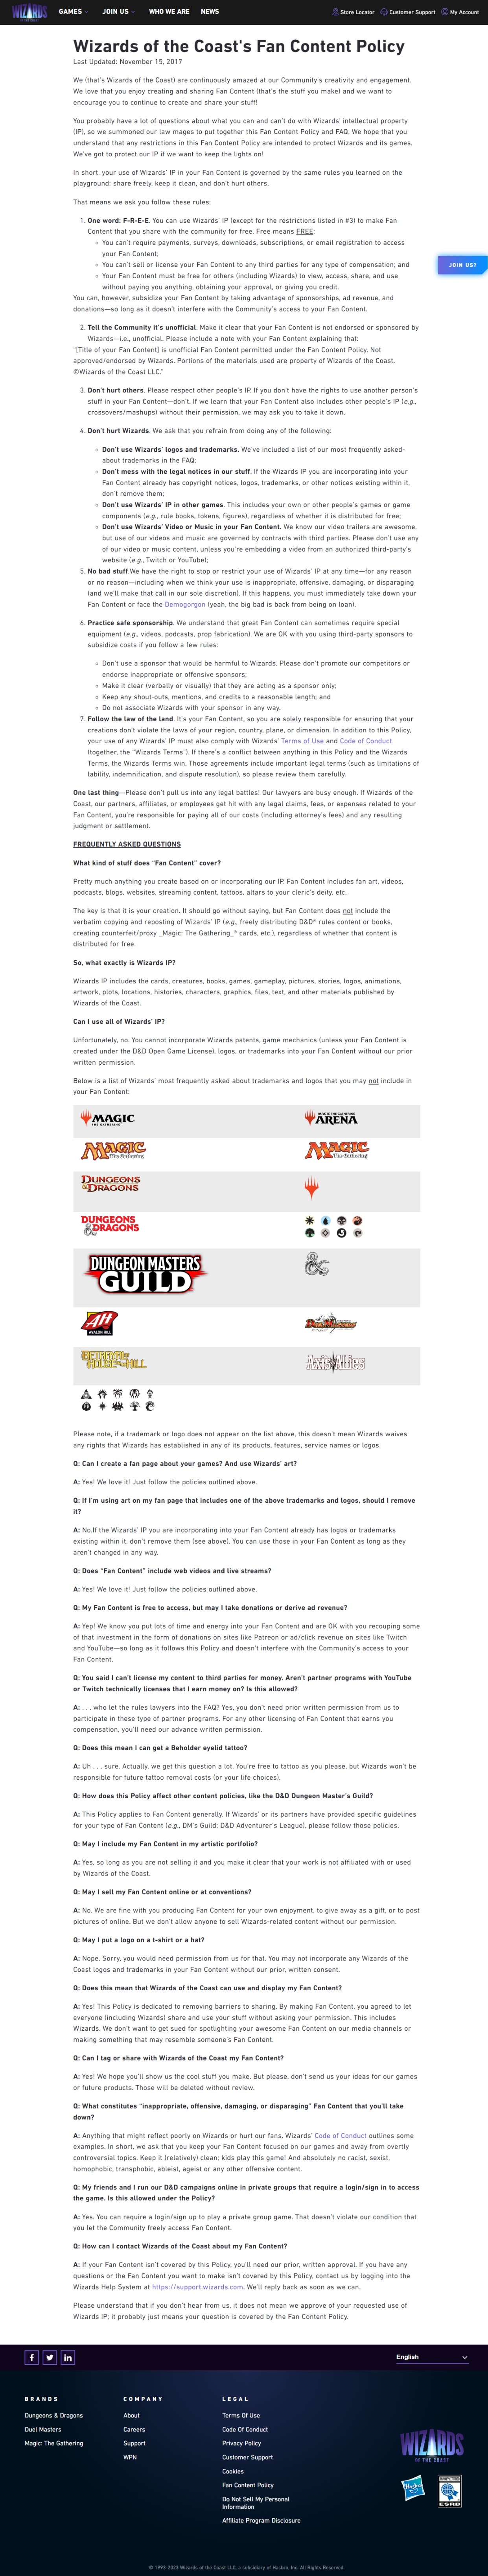 WIZARDS
OF THE COAST
GAMES
JOIN US
WHO WE ARE
NEWS
Store Locator
Customer Support
My Account
Wizards of the Coast's Fan Content Policy
Last Updated: November 15, 2017
JOIN US?
We (that's Wizards of the Coast) are continuously amazed at our Community's creativity and engagement.
We love that you enjoy creating and sharing Fan Content (that's the stuff you make) and we want to
encourage you to continue to create and share your stuff!
You probably have a lot of questions about what you can and can't do with Wizards' intellectual property
(IP), so we summoned our law mages to put together this Fan Content Policy and FAQ. We hope that you
understand that any restrictions in this Fan Content Policy are intended to protect Wizards and its games.
We've got to protect our IP if we want to keep the lights on!
In short, your use of Wizards' IP in your Fan Content is governed by the same rules you learned on the
playground: share freely, keep it clean, and don't hurt others.
That means we ask you follow these rules:
1. One word: F-R-E-E. You can use Wizards' IP (except for the restrictions listed in #3) to make Fan
Content that you share with the community for free. Free means FREE:
You can't require payments, surveys, downloads, subscriptions, or email registration to access
your Fan Content;
You can't sell or license your Fan Content to any third parties for any type of compensation; and
Your Fan Content must be free for others (including Wizards) to view, access, share, and use
without paying you anything, obtaining your approval, or giving you credit.
You can, however, subsidize your Fan Content by taking advantage of sponsorships, ad revenue, and
donations—so long as it doesn't interfere with the Community's access to your Fan Content.
2. Tell the Community it's unofficial. Make it clear that your Fan Content is not endorsed or sponsored by
Wizards—i.e., unofficial. Please include a note with your Fan Content explaining that:
"[Title of your Fan Content] is unofficial Fan Content permitted under the Fan Content Policy. Not
approved/endorsed by Wizards. Portions of the materials used are property of Wizards of the Coast.
©Wizards of the Coast LLC."
3. Don't hurt others. Please respect other people's IP. If you don't have the rights to use another person's
stuff in your Fan Content—don't. If we learn that your Fan Content also includes other people's IP (e.g.,
crossovers/mashups) without their permission, we may ask you to take it down.
4. Don't hurt Wizards. We ask that you refrain from doing any of the following:
Don't use Wizards' logos and trademarks. We've included a list of our most frequently asked-
about trademarks in the FAQ;
Don't mess with the legal notices in our stuff. If the Wizards IP you are incorporating into your
Fan Content already has copyright notices, logos, trademarks, or other notices existing within it,
don't remove them;
Don't use Wizards' IP in other games. This includes your own or other people's games or game
components (e.g., rule books, tokens, figures), regardless of whether it is distributed for free;
Don't use Wizards' Video or Music in your Fan Content. We know our video trailers are awesome,
but use of our videos and music are governed by contracts with third parties. Please don't use any
of our video or music content, unless you're embedding a video from an authorized third-party's
website (e.g., Twitch or YouTube);
5. No bad stuff.We have the right to stop or restrict your use of Wizards' IP at any time—for any reason
or no reason—including when we think your use is inappropriate, offensive, damaging, or disparaging
(and we'll make that call in our sole discretion). If this happens, you must immediately take down your
Fan Content or face the Demogorgon (yeah, the big bad is back from being on loan).
6. Practice safe sponsorship. We understand that great Fan Content can sometimes require special
equipment (e.g., videos, podcasts, prop fabrication). We are OK with you using third-party sponsors to
subsidize costs if you follow a few rules:
Don't use a sponsor that would be harmful to Wizards. Please don't promote our competitors or
endorse inappropriate or offensive sponsors;
Make it clear (verbally or visually) that they are acting as a sponsor only;
Keep any shout-outs, mentions, and credits to a reasonable length; and
Do not associate Wizards with your sponsor in any way.
7. Follow the law of the land. It's your Fan Content, so you are solely responsible for ensuring that your
creations don't violate the laws of your region, country, plane, or dimension. In addition to this Policy,
your use of any Wizards' IP must also comply with Wizards' Terms of Use and Code of Conduct
(together, the "Wizards Terms"). If there's a conflict between anything in this Policy and the Wizards
Terms, the Wizards Terms win. Those agreements include important legal terms (such as limitations of
liability, indemnification, and dispute resolution), so please review them carefully.
One last thing—Please don't pull us into any legal battles! Our lawyers are busy enough. If Wizards of the
Coast, our partners, affiliates, or employees get hit with any legal claims, fees, or expenses related to your
Fan Content, you're responsible for paying all of our costs (including attorney's fees) and any resulting
judgment or settlement.
FREQUENTLY ASKED QUESTIONS
What kind of stuff does "Fan Content" cover?
Pretty much anything you create based on or incorporating our IP. Fan Content includes fan art, videos,
podcasts, blogs, websites, streaming content, tattoos, altars to your cleric's deity, etc.
The key is that it is your creation. It should go without saying, but Fan Content does not include the
verbatim copying and reposting of Wizards' IP (e.g., freely distributing D&D® rules content or books,
creating counterfeit/proxy _Magic: The Gathering_® cards, etc.), regardless of whether that content is
distributed for free.
So, what exactly is Wizards IP?
Wizards IP includes the cards, creatures, books, games, gameplay, pictures, stories, logos, animations,
artwork, plots, locations, histories, characters, graphics, files, text, and other materials published by
Wizards of the Coast.
Can I use all of Wizards' IP?
Unfortunately, no. You cannot incorporate Wizards patents, game mechanics (unless your Fan Content is
created under the D&D Open Game License), logos, or trademarks into your Fan Content without our prior
written permission.
Below is a list of Wizards' most frequently asked about trademarks and logos that you may not include in
your Fan Content:
MAGIC
THE GATHERING
MAGIC THE GATHERING
ARENA
MAGIC
The Gathering
MAGIC
The Gathering
DUNGEONS
& DRAGONS
DUNGEONS
& DRAGONS
DUNGEON MASTERS
GUILD
AH
AVALON HILL
DUEL MASTERS
BETRAYAL AT
HOUSE ON THE HILL
Axis & Allies
Please note, if a trademark or logo does not appear on the list above, this doesn't mean Wizards waives
any rights that Wizards has established in any of its products, features, service names or logos.
Q: Can I create a fan page about your games? And use Wizards' art?
A: Yes! We love it! Just follow the policies outlined above.
Q: If I'm using art on my fan page that includes one of the above trademarks and logos, should I remove
it?
A: No.If the Wizards' IP you are incorporating into your Fan Content already has logos or trademarks
existing within it, don't remove them (see above). You can use those in your Fan Content as long as they
aren't changed in any way.
Q: Does "Fan Content" include web videos and live streams?
A: Yes! We love it! Just follow the policies outlined above.
Q: My Fan Content is free to access, but may I take donations or derive ad revenue?
A: Yep! We know you put lots of time and energy into your Fan Content and are OK with you recouping some
of that investment in the form of donations on sites like Patreon or ad/click revenue on sites like Twitch
and YouTube—so long as it follows this Policy and doesn't interfere with the Community's access to your
Fan Content.
Q: You said I can't license my content to third parties for money. Aren't partner programs with YouTube
or Twitch technically licenses that I earn money on? Is this allowed?
A: . . . who let the rules lawyers into the FAQ? Yes, you don't need prior written permission from us to
participate in these type of partner programs. For any other licensing of Fan Content that earns you
compensation, you'll need our advance written permission.
Q: Does this mean I can get a Beholder eyelid tattoo?
A: Uh . . . sure. Actually, we get this question a lot. You're free to tattoo as you please, but Wizards won't be
responsible for future tattoo removal costs (or your life choices).
Q: How does this Policy affect other content policies, like the D&D Dungeon Master's Guild?
A: This Policy applies to Fan Content generally. If Wizards' or its partners have provided specific guidelines
for your type of Fan Content (e.g., DM's Guild; D&D Adventurer's League), please follow those policies.
Q: May I include my Fan Content in my artistic portfolio?
A: Yes, so long as you are not selling it and you make it clear that your work is not affiliated with or used
by Wizards of the Coast.
Q: May I sell my Fan Content online or at conventions?
A: No. We are fine with you producing Fan Content for your own enjoyment, to give away as a gift, or to post
pictures of online. But we don't allow anyone to sell Wizards-related content without our permission.
Q: May I put a logo on a t-shirt or a hat?
A: Nope. Sorry, you would need permission from us for that. You may not incorporate any Wizards of the
Coast logos and trademarks in your Fan Content without our prior, written consent.
Q: Does this mean that Wizards of the Coast can use and display my Fan Content?
A: Yes! This Policy is dedicated to removing barriers to sharing. By making Fan Content, you agreed to let
everyone (including Wizards) share and use your stuff without asking your permission. This includes
Wizards. We don't want to get sued for spotlighting your awesome Fan Content on our media channels or
making something that may resemble someone's Fan Content.
Q: Can I tag or share with Wizards of the Coast my Fan Content?
A: Yes! We hope you'll show us the cool stuff you make. But please, don't send us your ideas for our games
or future products. Those will be deleted without review.
Q: What constitutes "inappropriate, offensive, damaging, or disparaging" Fan Content that you'll take
down?
A: Anything that might reflect poorly on Wizards or hurt our fans. Wizards' Code of Conduct outlines some
examples. In short, we ask that you keep your Fan Content focused on our games and away from overtly
controversial topics. Keep it (relatively) clean; kids play this game! And absolutely no racist, sexist,
homophobic, transphobic, ableist, ageist or any other offensive content.
Q: My friends and I run our D&D campaigns online in private groups that require a login/sign in to access
the game. Is this allowed under the Policy?
A: Yes. You can require a login/sign up to play a private group game. That doesn't violate our condition that
you let the Community freely access Fan Content.
Q: How can I contact Wizards of the Coast about my Fan Content?
A: If your Fan Content isn't covered by this Policy, you'll need our prior, written approval. If you have any
questions or the Fan Content you want to make isn't covered by this Policy, contact us by logging into the
Wizards Help System at https://support.wizards.com. We'll reply back as soon as we can.
Please understand that if you don't hear from us, it does not mean we approve of your requested use of
Wizards IP; it probably just means your question is covered by the Fan Content Policy.
English
BRANDS
Dungeons & Dragons
Duel Masters
Magic: The Gathering
COMPANY
About
Careers
Support
WPN
LEGAL
Terms Of Use
Code Of Conduct
Privacy Policy
Customer Support
Cookies
Fan Content Policy
Do Not Sell My Personal
Information
Affiliate Program Disclosure
WIZARDS
OF THE COAST
Hasbro
PRIVACY CERTIFIED
ESRB
© 1993-2023 Wizards of the Coast LLC, a subsidiary of Hasbro, Inc. All Rights Reserved.